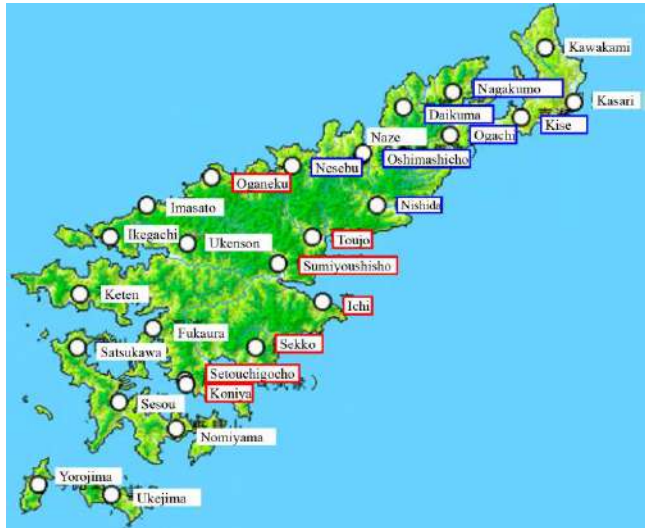 Kawakami
Nagakumo
Kasari
Daikuma
Kise
Ogachi
Naze
Oshimashicho
Nesebu
Oganeku
Nishida
Imasato
Ikegachi
Ukenson
Toujo
Sumiyoushisho
Keten
Ichi
Fukaura
Sekko
Satsukawa
Setouchigocho
Koniya
Sesou
Nomiyama
Yorojima
Ukejima